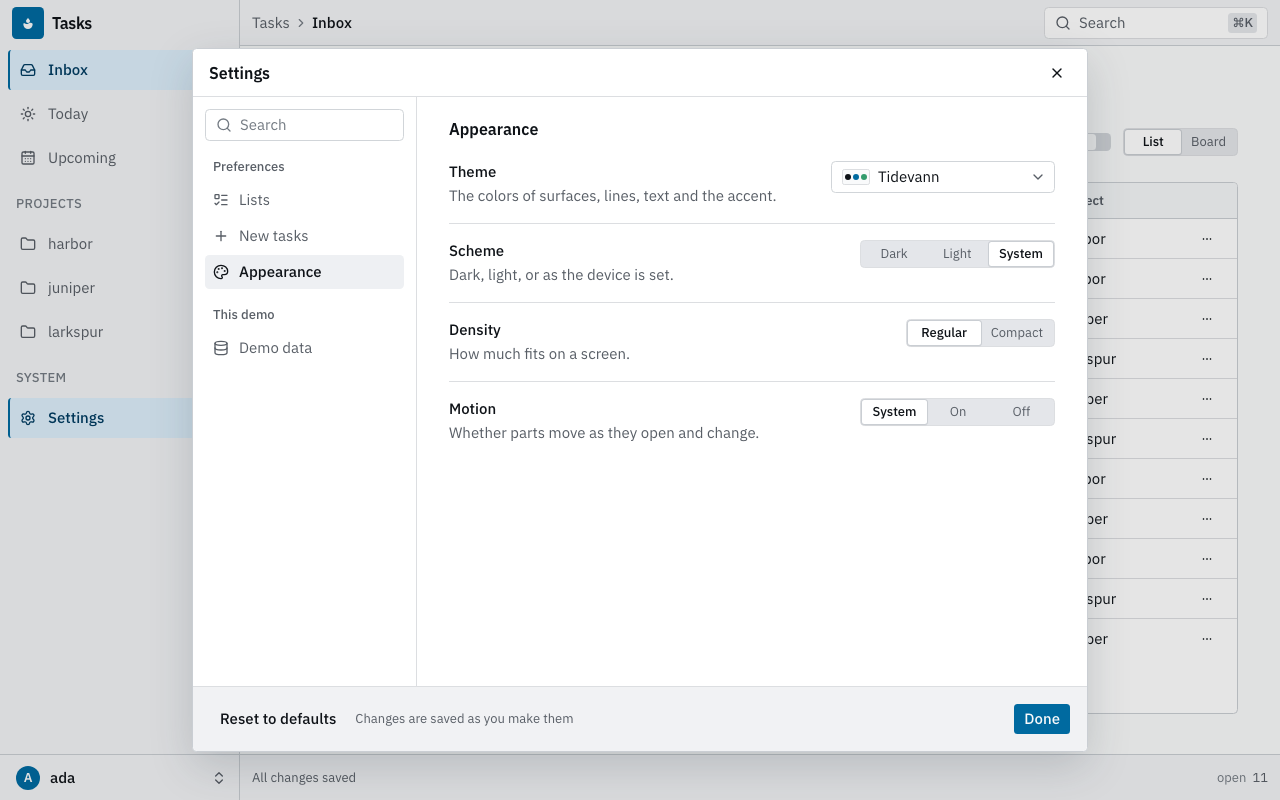 Tasks
Tasks > Inbox
Search
⌘K
Inbox
Today
Upcoming
PROJECTS
harbor
juniper
larkspur
SYSTEM
Settings
A ada
Settings
Search
Preferences
Lists
New tasks
Appearance
This demo
Demo data
Appearance
Theme
The colors of surfaces, lines, text and the accent.
Tidevann
Scheme
Dark, light, or as the device is set.
Dark Light System
Density
How much fits on a screen.
Regular Compact
Motion
Whether parts move as they open and change.
System On Off
Reset to defaults
Changes are saved as you make them
Done
List Board
All changes saved
open 11